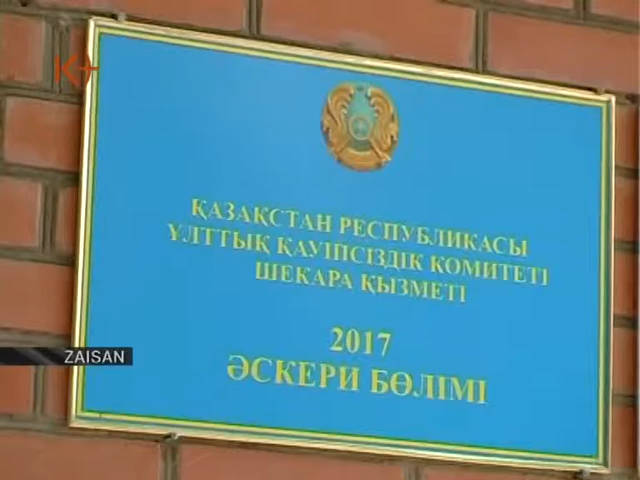 K+
ҚАЗАҚСТАН РЕСПУБЛИКАСЫ
ҰЛТТЫҚ ҚАУІПСІЗДІК КОМИТЕТІ
ШЕКАРА ҚЫЗМЕТІ
2017
ӘСКЕРИ БӨЛІМІ
ZAISAN